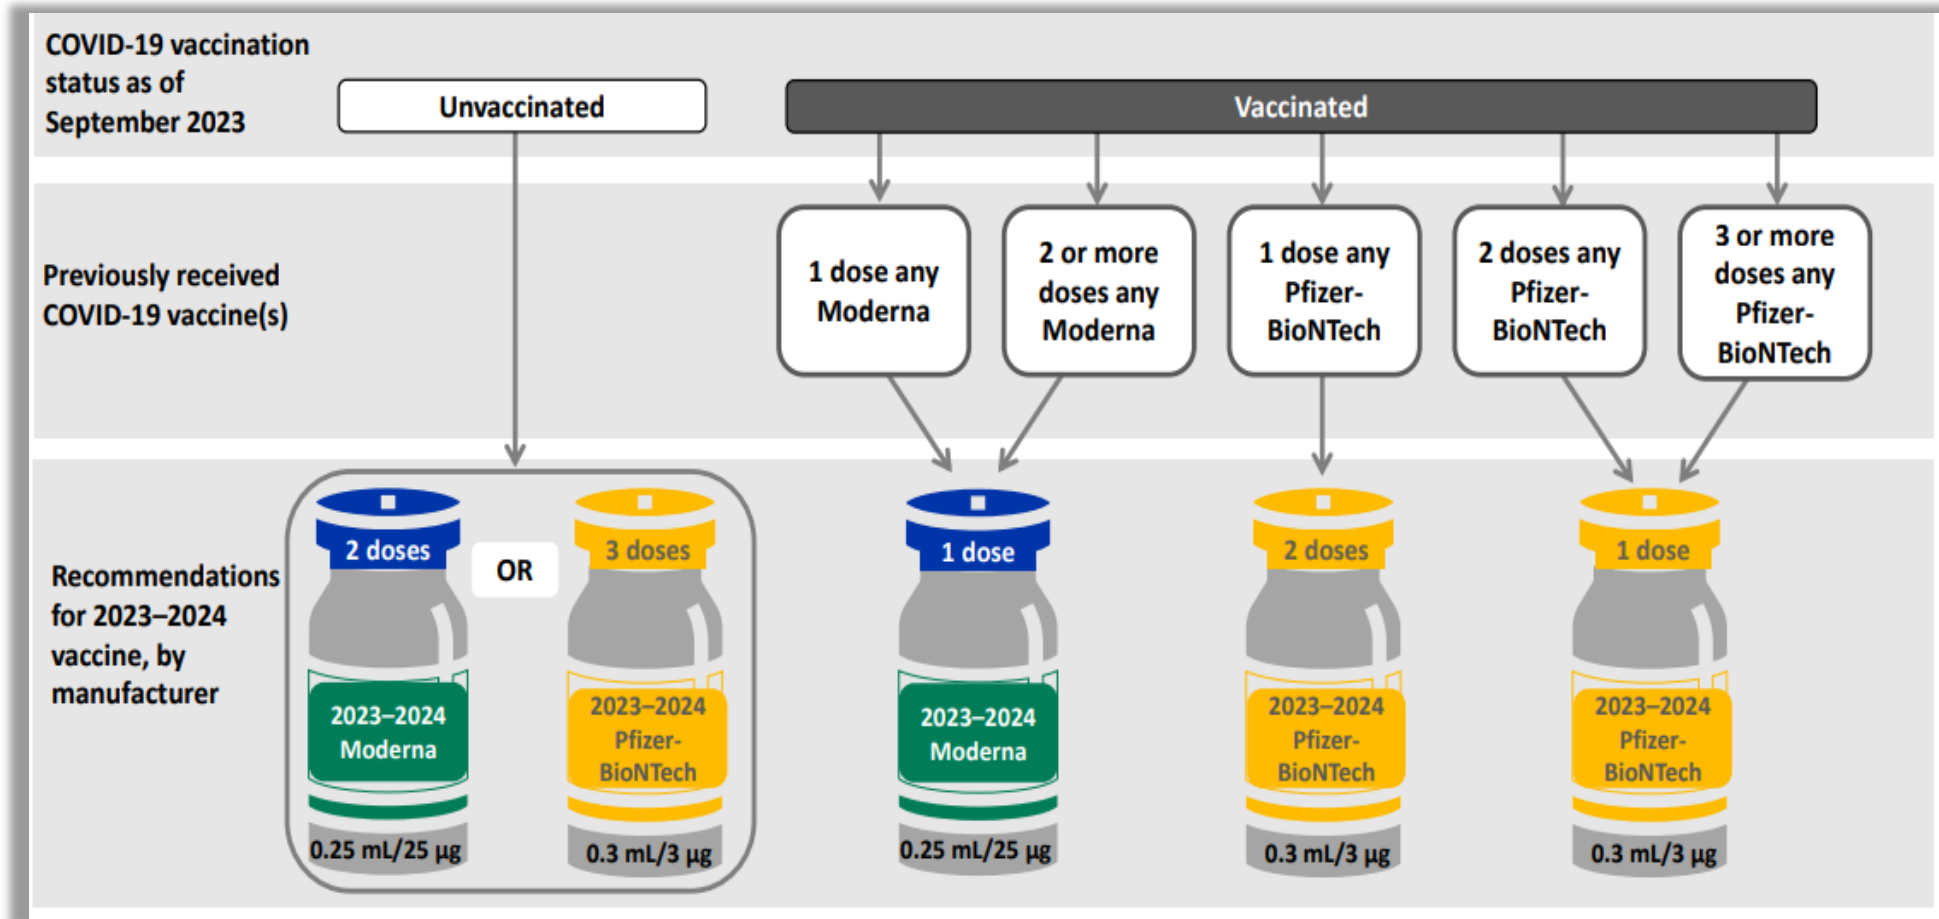 COVID-19 vaccination
status as of
September 2023
Unvaccinated
Vaccinated
Previously received
COVID-19 vaccine(s)
1 dose any
Moderna
2 or more
doses any
Moderna
1 dose any
Pfizer-
BioNTech
2 doses any
Pfizer-
BioNTech
3 or more
doses any
Pfizer-
BioNTech
Recommendations
for 2023–2024
vaccine, by
manufacturer
2 doses
OR
3 doses
1 dose
2 doses
1 dose
2023–2024
Moderna
2023–2024
Pfizer-
BioNTech
2023–2024
Moderna
2023–2024
Pfizer-
BioNTech
2023–2024
Pfizer-
BioNTech
0.25 mL/25 µg
0.3 mL/3 µg
0.25 mL/25 µg
0.3 mL/3 µg
0.3 mL/3 µg